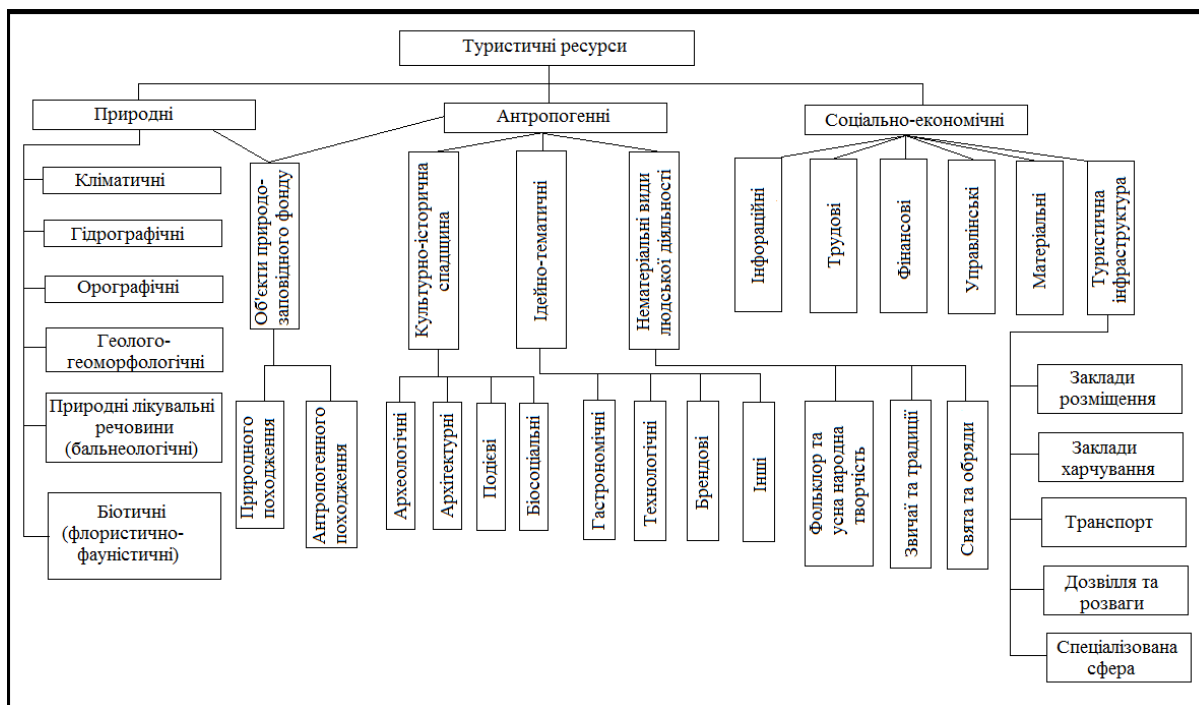 Туристичні ресурси
Природні
Антропогенні
Соціально-економічні
Кліматичні
Гідрографічні
Орографічні
Геолого-
геоморфологічні
Природні лікувальні
речовини
(бальнеологічні)
Біотичні
(флористично-
фауністичні)
Об'єкти природо-
заповідного фонду
Природного
походження
Антропогенного
походження
Культурно-історична
спадщина
Ідейно-тематичні
Нематеріальні види
людської діяльності
Археологічні
Архітектурні
Подієві
Біосоціальні
Гастрономічні
Технологічні
Брендові
Інші
Фольклор та
усна народна
творчість
Звичаї та традиції
Свята та обряди
Інфораційні
Трудові
Фінансові
Управлінські
Матеріальні
Туристична
інфраструктура
Заклади
розміщення
Заклади
харчування
Транспорт
Дозвілля та
розваги
Спеціалізована
сфера